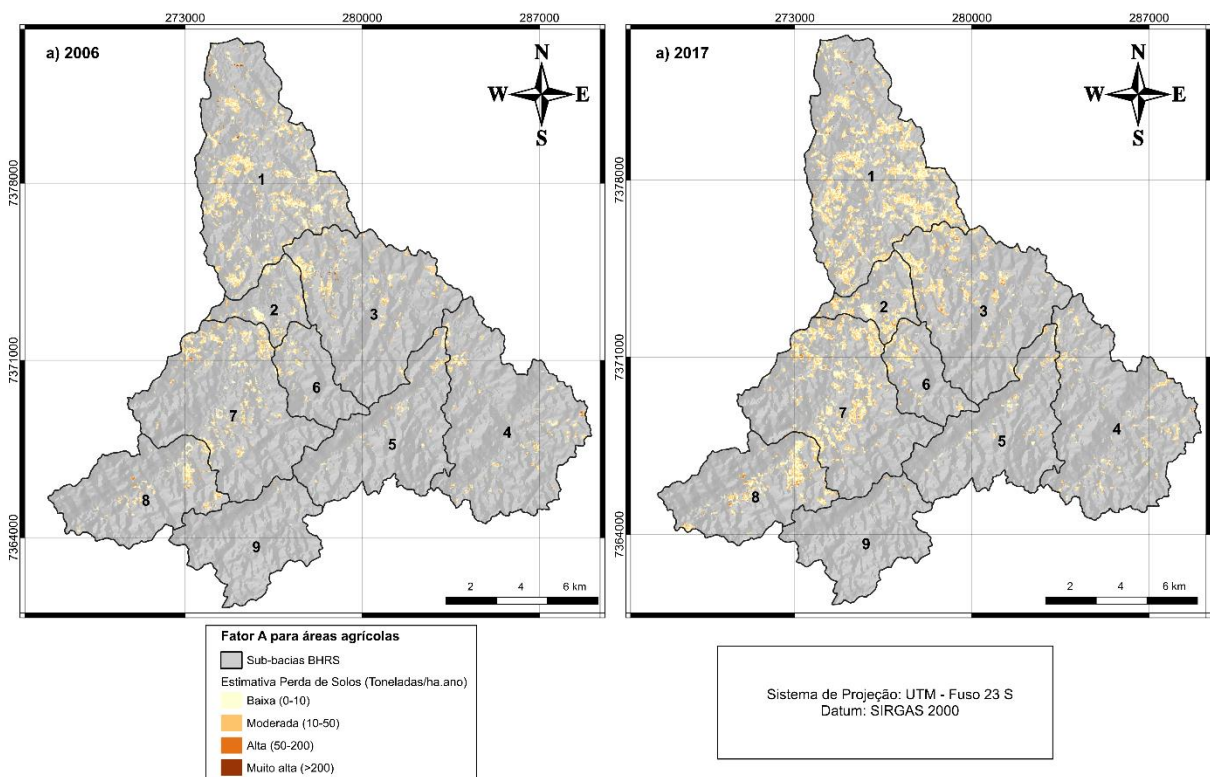 273000 280000 287000
a) 2006
N
W E
S
7378000
7371000
7364000
1
2
3
6
7
5
4
8
9
2 4 6 km
273000 280000 287000
a) 2017
N
W E
S
7378000
7371000
7364000
1
2
3
6
7
5
4
8
9
2 4 6 km
Fator A para áreas agrícolas
Sub-bacias BHRS
Estimativa Perda de Solos (Toneladas/ha.ano)
Baixa (0-10)
Moderada (10-50)
Alta (50-200)
Muito alta (>200)
Sistema de Projeção: UTM - Fuso 23 S
Datum: SIRGAS 2000